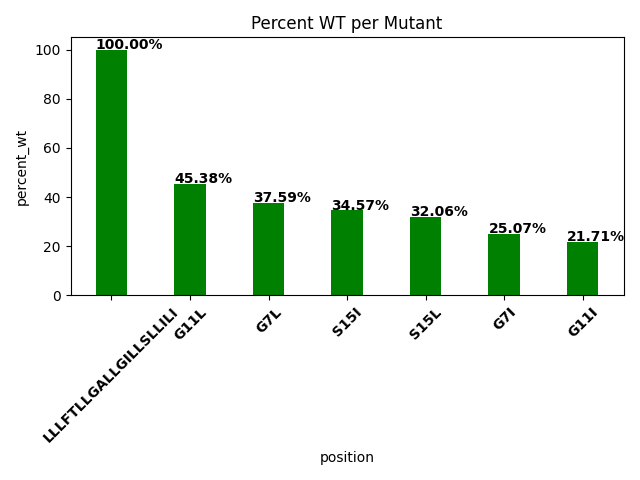 Percent WT per Mutant
percent_wt
100
80
60
40
20
0
100.00%
45.38%
37.59%
34.57%
32.06%
25.07%
21.71%
LLLFTLLGALLGILLSLLILI
G11L
G7L
S15I
S15L
G7I
G11I
position